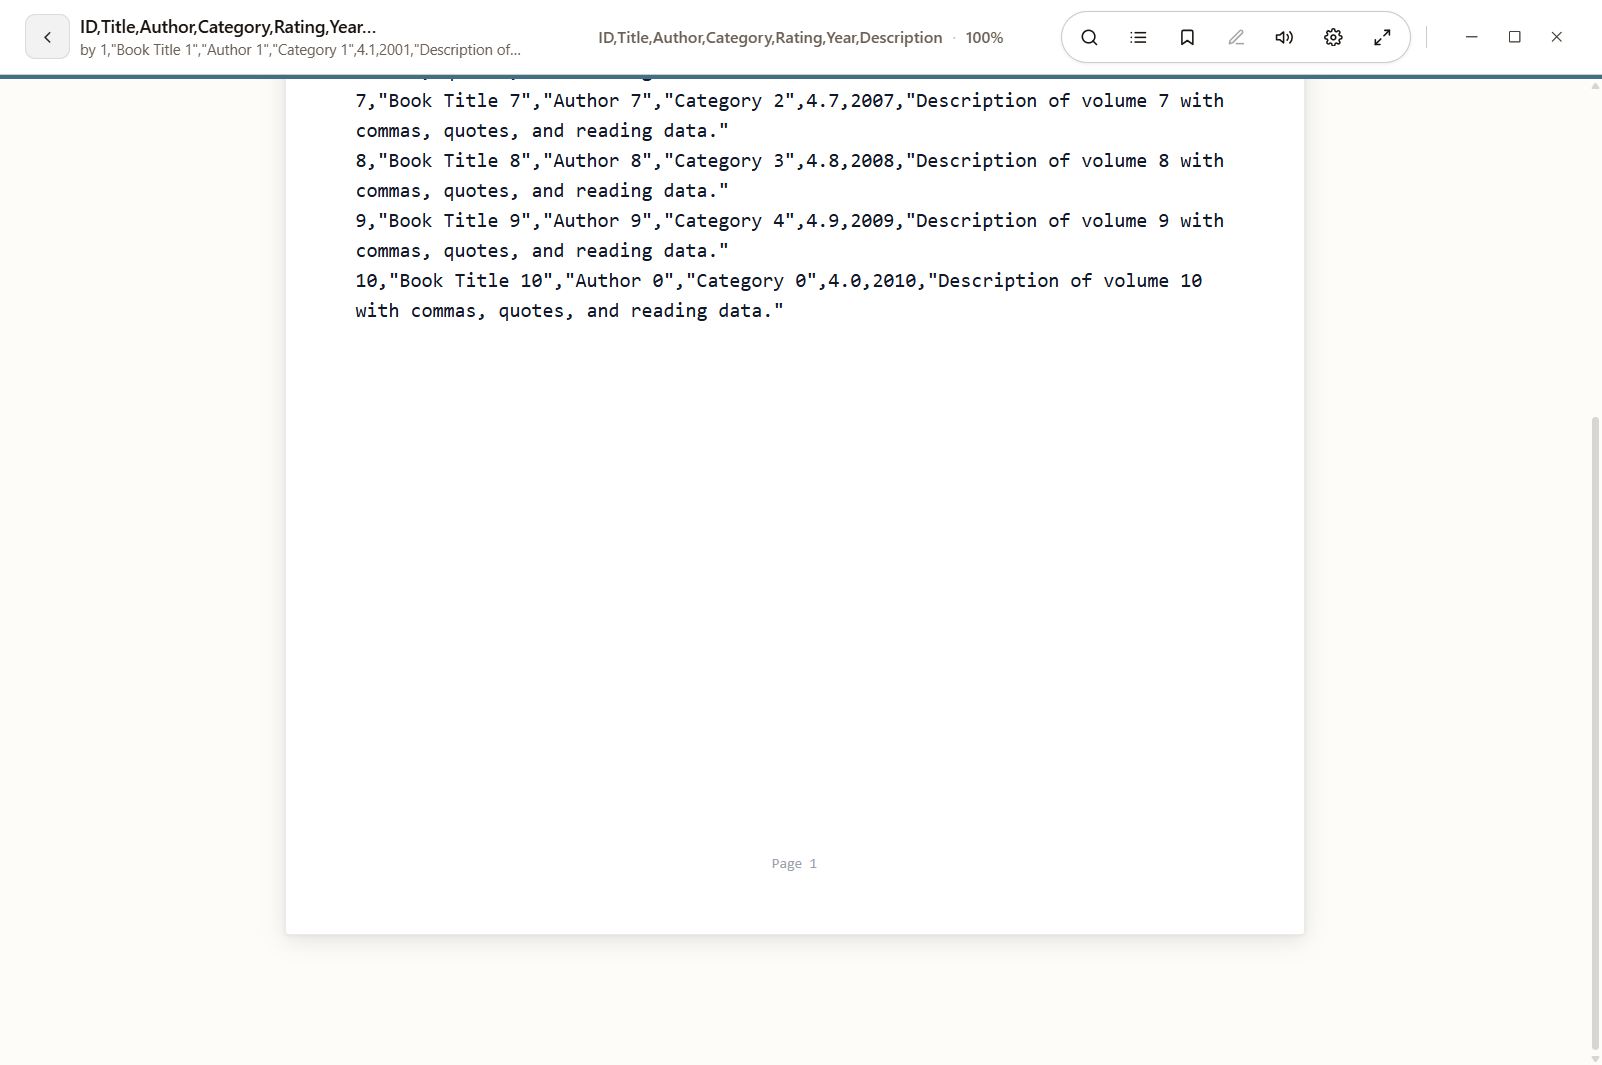 ID,Title,Author,Category,Rating,Year...
by 1,"Book Title 1","Author 1","Category 1",4.1,2001,"Description of...
ID,Title,Author,Category,Rating,Year,Description · 100%
7,"Book Title 7","Author 7","Category 2",4.7,2007,"Description of volume 7 with
commas, quotes, and reading data."
8,"Book Title 8","Author 8","Category 3",4.8,2008,"Description of volume 8 with
commas, quotes, and reading data."
9,"Book Title 9","Author 9","Category 4",4.9,2009,"Description of volume 9 with
commas, quotes, and reading data."
10,"Book Title 10","Author 0","Category 0",4.0,2010,"Description of volume 10
with commas, quotes, and reading data."
Page 1